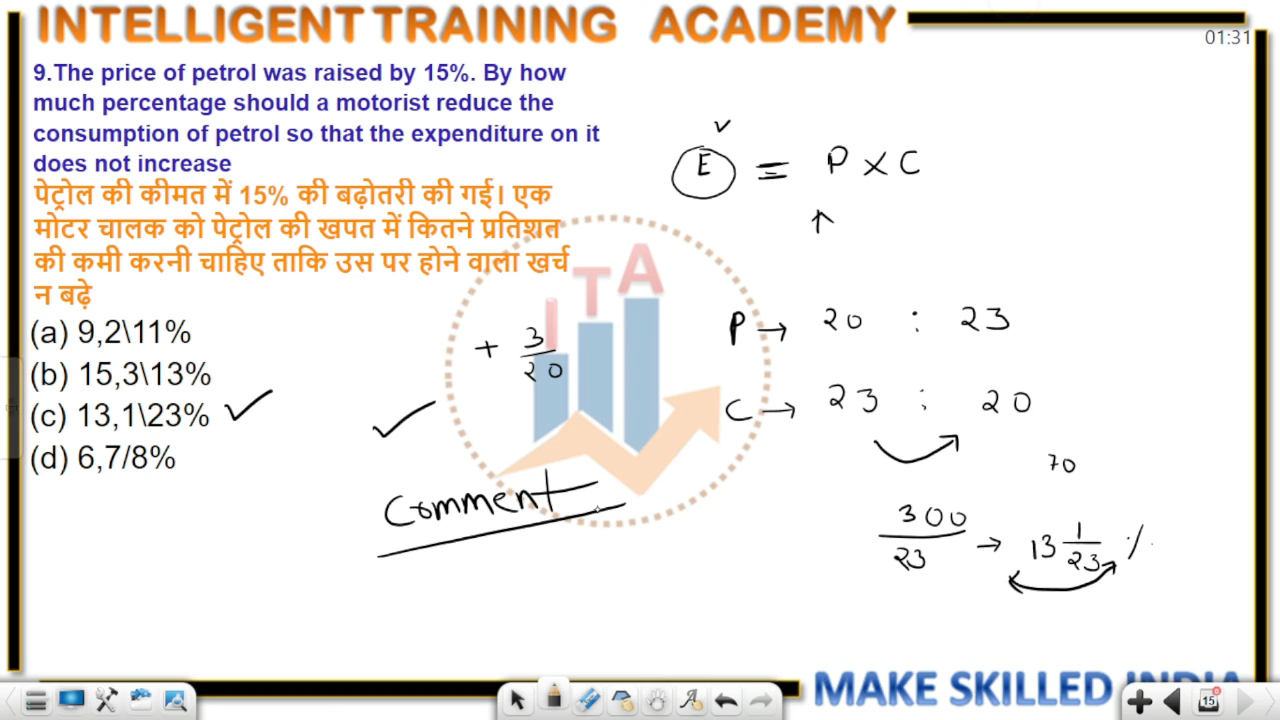 INTELLIGENT TRAINING ACADEMY
01:31
9.The price of petrol was raised by 15%. By how
much percentage should a motorist reduce the
consumption of petrol so that the expenditure on it
does not increase
पेट्रोल की कीमत में 15% की बढ़ोतरी की गई। एक
मोटर चालक को पेट्रोल की खपत में कितने प्रतिशत
की कमी करनी चाहिए ताकि उस पर होने वाला खर्च
न बढ़े
(a) 9,2\11%
(b) 15,3\13%
(c) 13,1\23%
(d) 6,7/8%
ITA
+ 3/20
Comment
E = P × C
P → 20 : 23
C → 23 : 20
70
300/23 → 13 1/23 %
MAKE SKILLED INDIA
15